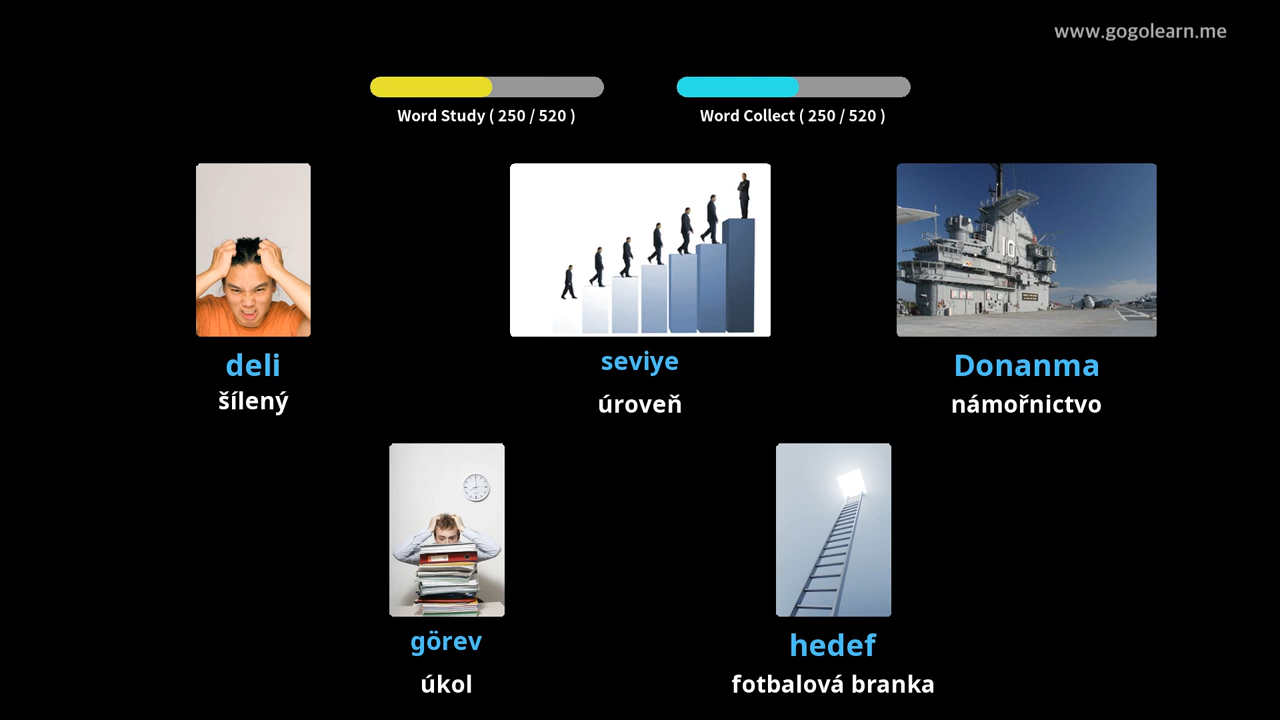 www.gogolearn.me
Word Study ( 250 / 520 )
Word Collect ( 250 / 520 )
10
deli
šílený
seviye
úroveň
Donanma
námořnictvo
görev
úkol
hedef
fotbalová branka